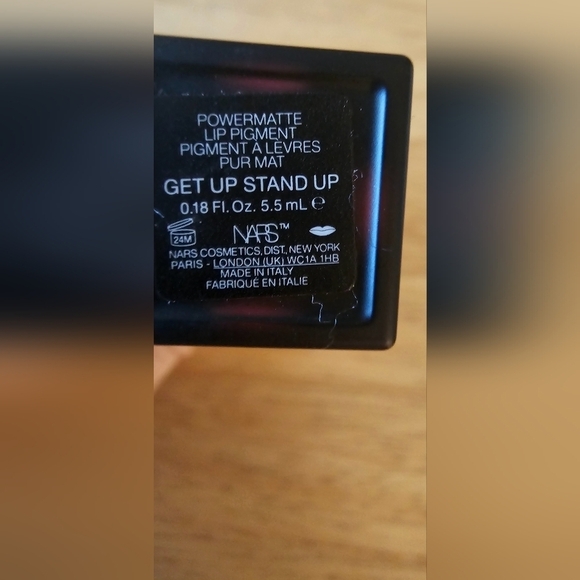 POWERMATTE
LIP PIGMENT
PIGMENT À LÈVRES
PUR MAT
GET UP STAND UP
0.18 Fl. Oz. 5.5 mL ℮
24M NARS™
NARS COSMETICS, DIST, NEW YORK
PARIS - LONDON (UK) WC1A 1HB
MADE IN ITALY
FABRIQUÉ EN ITALIE